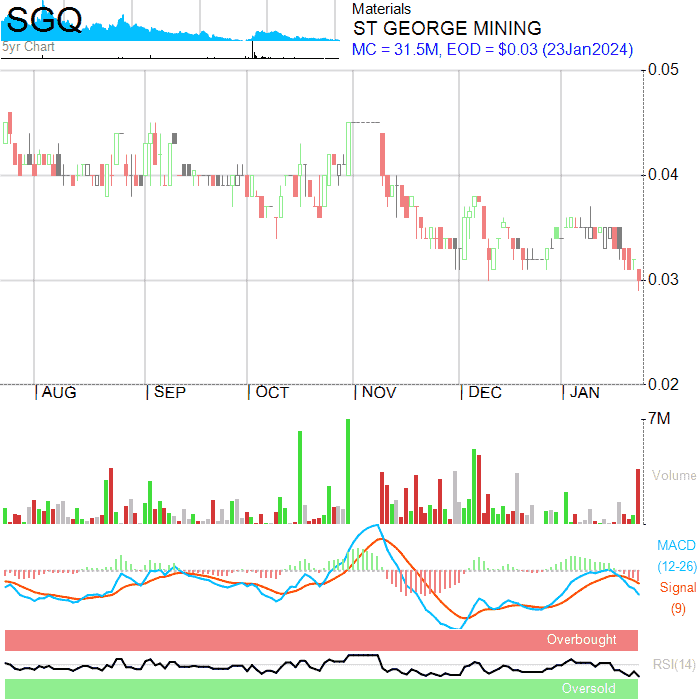 SGQ
5yr Chart
Materials
ST GEORGE MINING
MC = 31.5M, EOD = $0.03 (23Jan2024)
0.05
0.04
0.03
0.02
AUG SEP OCT NOV DEC JAN
7M
Volume
MACD
(12-26)
Signal
(9)
Overbought
RSI(14)
Oversold